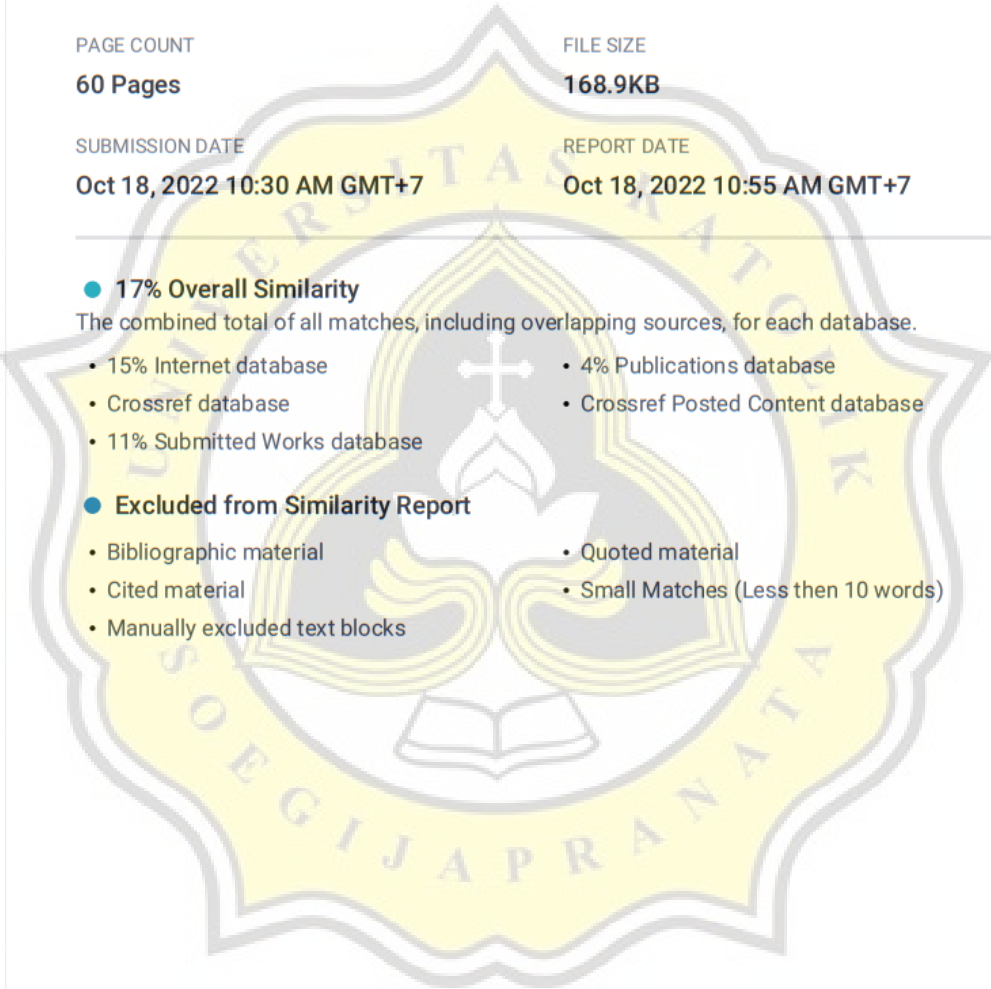 PAGE COUNT
FILE SIZE
60 Pages
168.9KB
SUBMISSION DATE
REPORT DATE
Oct 18, 2022 10:30 AM GMT+7
Oct 18, 2022 10:55 AM GMT+7
● 17% Overall Similarity
The combined total of all matches, including overlapping sources, for each database.
• 15% Internet database
• 4% Publications database
• Crossref database
• Crossref Posted Content database
• 11% Submitted Works database
● Excluded from Similarity Report
• Bibliographic material
• Quoted material
• Cited material
• Small Matches (Less then 10 words)
• Manually excluded text blocks
UNIVERSITAS KATOLIK
SOEGIJAPRANATA